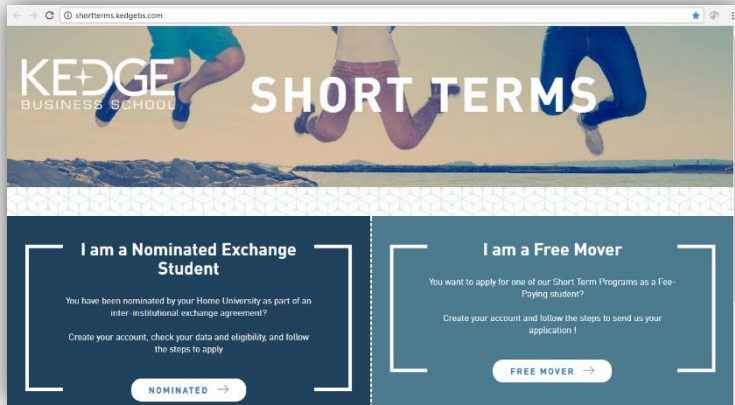 shortterms.kedgebs.com
KEDGE
BUSINESS SCHOOL
SHORT TERMS
I am a Nominated Exchange
Student
You have been nominated by your Home University as part of an
inter-institutional exchange agreement?
Create your account, check your data and eligibility, and follow
the steps to apply
NOMINATED →
I am a Free Mover
You want to apply for one of our Short Term Programs as a Fee-
Paying student?
Create your account and follow the steps to send us your
application !
FREE MOVER →